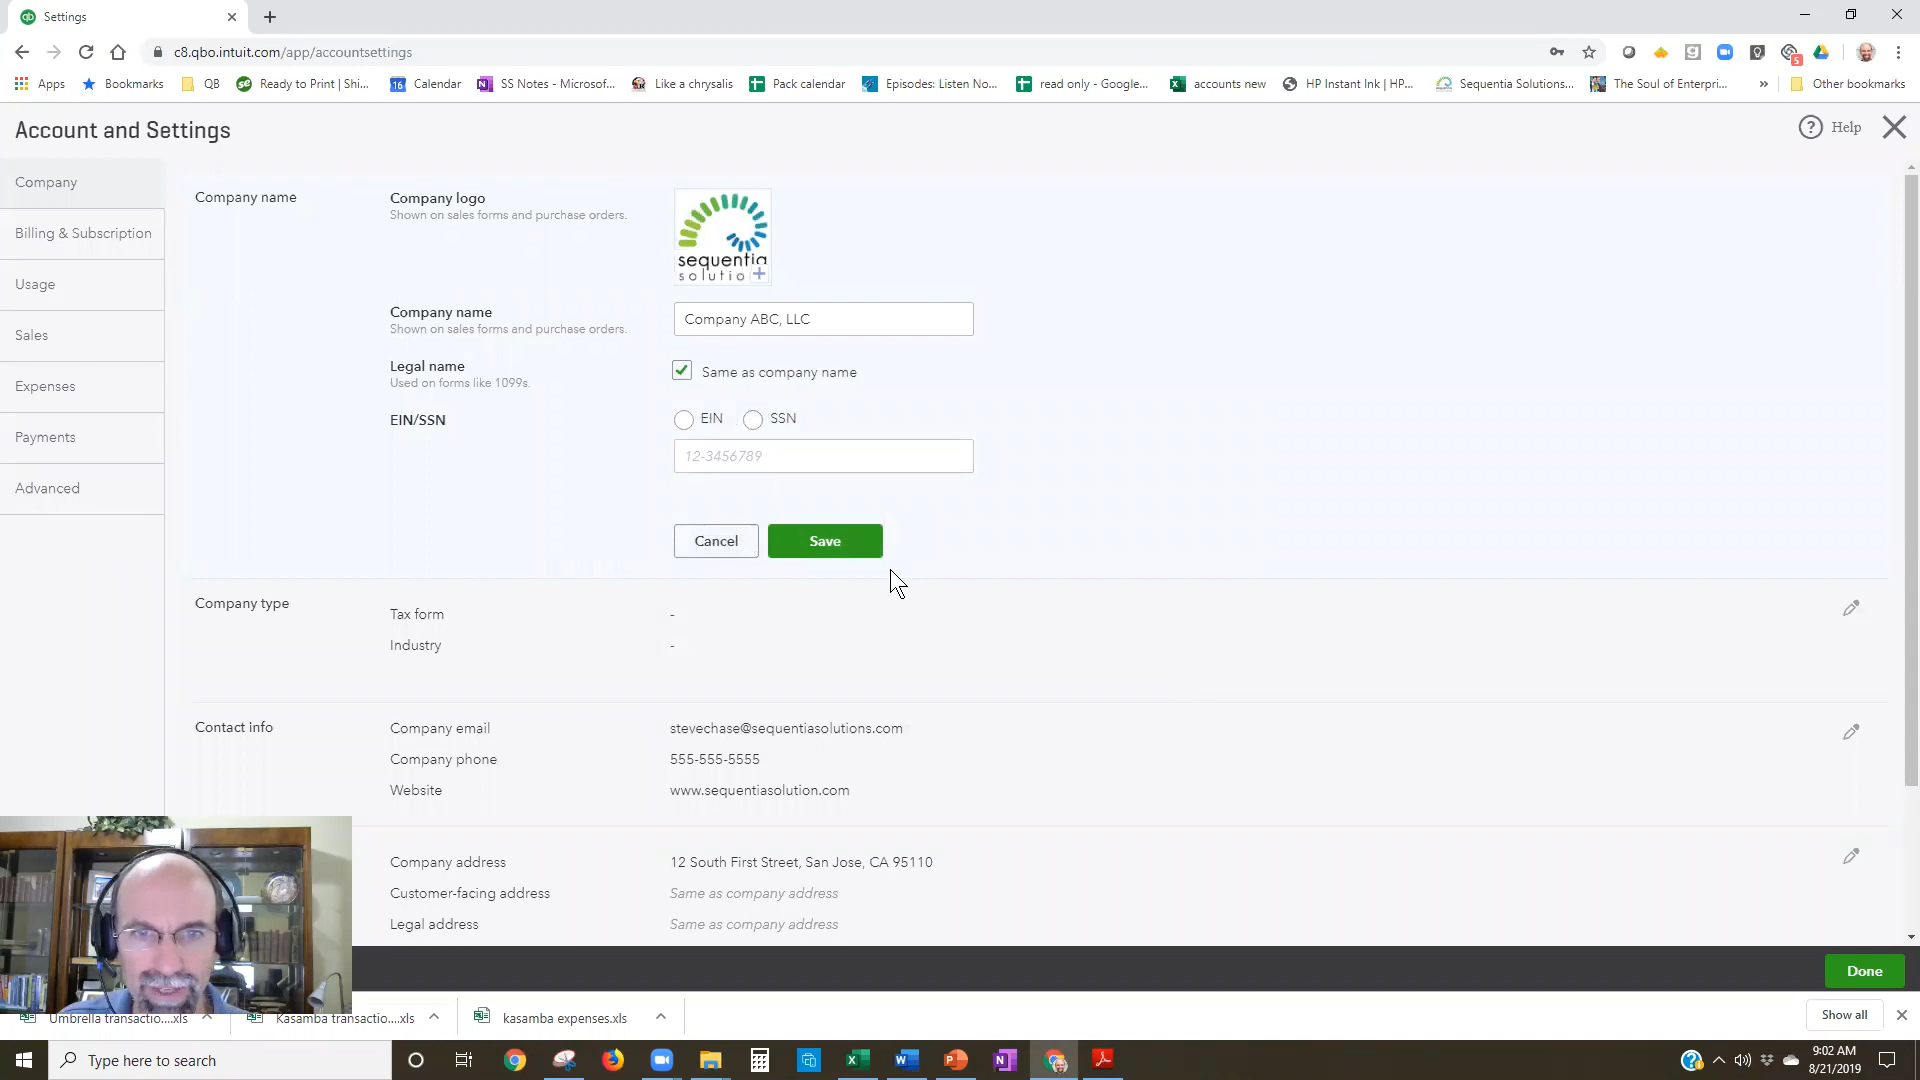 Settings
c8.qbo.intuit.com/app/accountsettings
Apps Bookmarks QB Ready to Print | Shi... Calendar SS Notes - Microsof... Like a chrysalis Pack calendar Episodes: Listen No... read only - Google... accounts new HP Instant Ink | HP... Sequentia Solutions... The Soul of Enterpri... » Other bookmarks
Account and Settings
Help
Company
Billing & Subscription
Usage
Sales
Expenses
Payments
Advanced
Company name
Company logo
Shown on sales forms and purchase orders.
sequentia
solutio
Company name
Shown on sales forms and purchase orders.
Company ABC, LLC
Legal name
Used on forms like 1099s.
Same as company name
EIN/SSN
EIN SSN
12-3456789
Cancel Save
Company type
Tax form -
Industry -
Contact info
Company email stevechase@sequentiasolutions.com
Company phone 555-555-5555
Website www.sequentiasolution.com
Company address 12 South First Street, San Jose, CA 95110
Customer-facing address Same as company address
Legal address Same as company address
Done
Umbrella transactio....xls Kasamba transactio....xls kasamba expenses.xls Show all
Type here to search
9:02 AM
8/21/2019